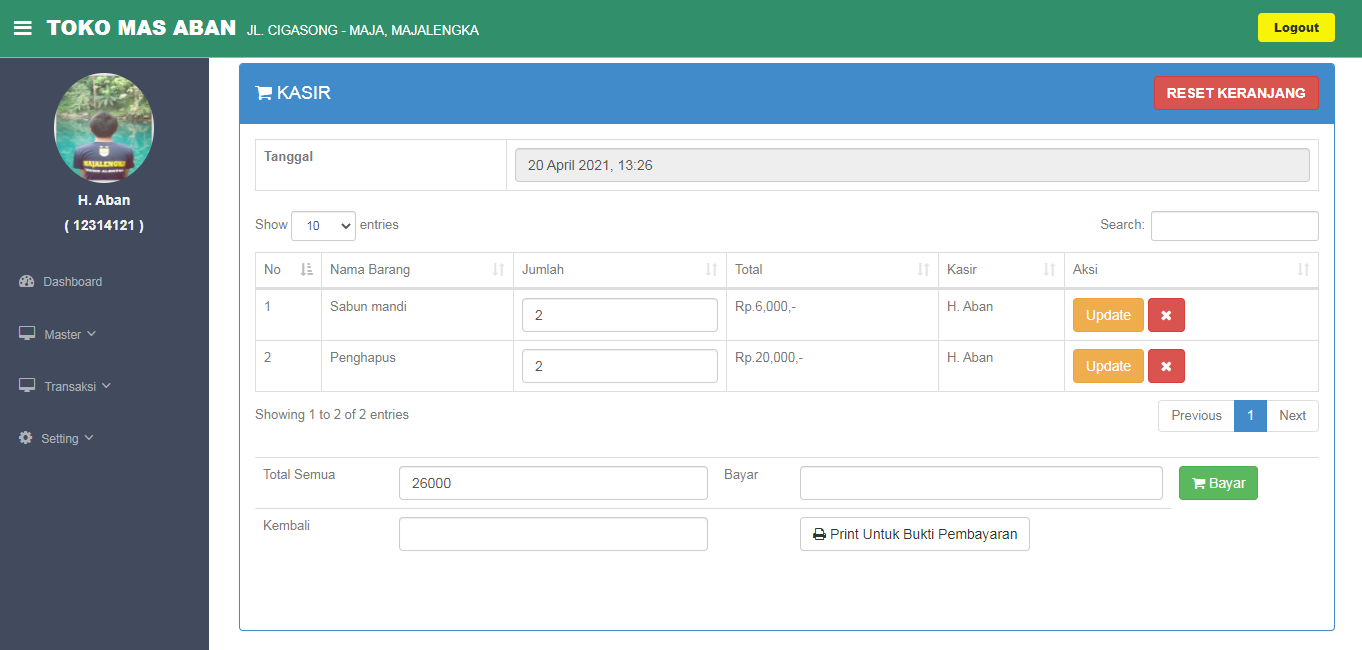 TOKO MAS ABAN JL. CIGASONG - MAJA, MAJALENGKA Logout
H. Aban
( 12314121 )
Dashboard
Master
Transaksi
Setting
KASIR RESET KERANJANG
Tanggal 20 April 2021, 13:26
Show 10 entries Search:
No Nama Barang Jumlah Total Kasir Aksi
1 Sabun mandi 2 Rp.6,000,- H. Aban Update
2 Penghapus 2 Rp.20,000,- H. Aban Update
Showing 1 to 2 of 2 entries Previous 1 Next
Total Semua 26000 Bayar Bayar
Kembali Print Untuk Bukti Pembayaran